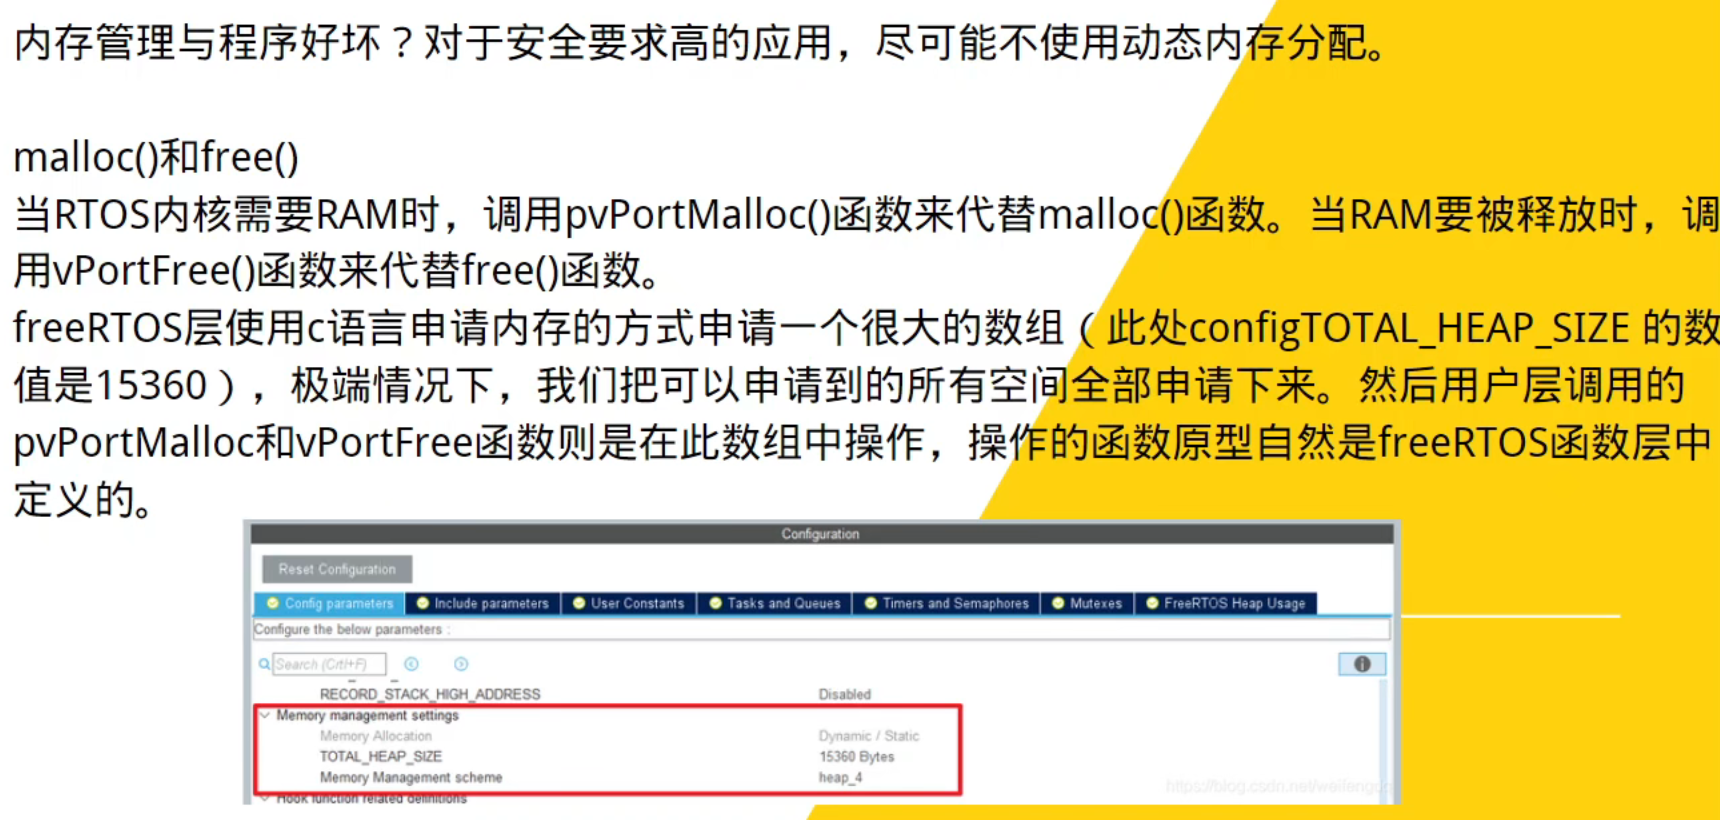 内存管理与程序好坏？对于安全要求高的应用，尽可能不使用动态内存分配。
malloc()和free()
当RTOS内核需要RAM时，调用pvPortMalloc()函数来代替malloc()函数。当RAM要被释放时，调
用vPortFree()函数来代替free()函数。
freeRTOS层使用c语言申请内存的方式申请一个很大的数组（此处configTOTAL_HEAP_SIZE 的数
值是15360），极端情况下，我们把可以申请到的所有空间全部申请下来。然后用户层调用的
pvPortMalloc和vPortFree函数则是在此数组中操作，操作的函数原型自然是freeRTOS函数层中
定义的。
Configuration
Reset Configuration
Config parameters Include parameters User Constants Tasks and Queues Timers and Semaphores Mutexes FreeRTOS Heap Usage
Configure the below parameters :
Search (Crtl+F)
RECORD_STACK_HIGH_ADDRESS Disabled
Memory management settings
Memory Allocation Dynamic / Static
TOTAL_HEAP_SIZE 15360 Bytes
Memory Management scheme heap_4
Hook function related definitions